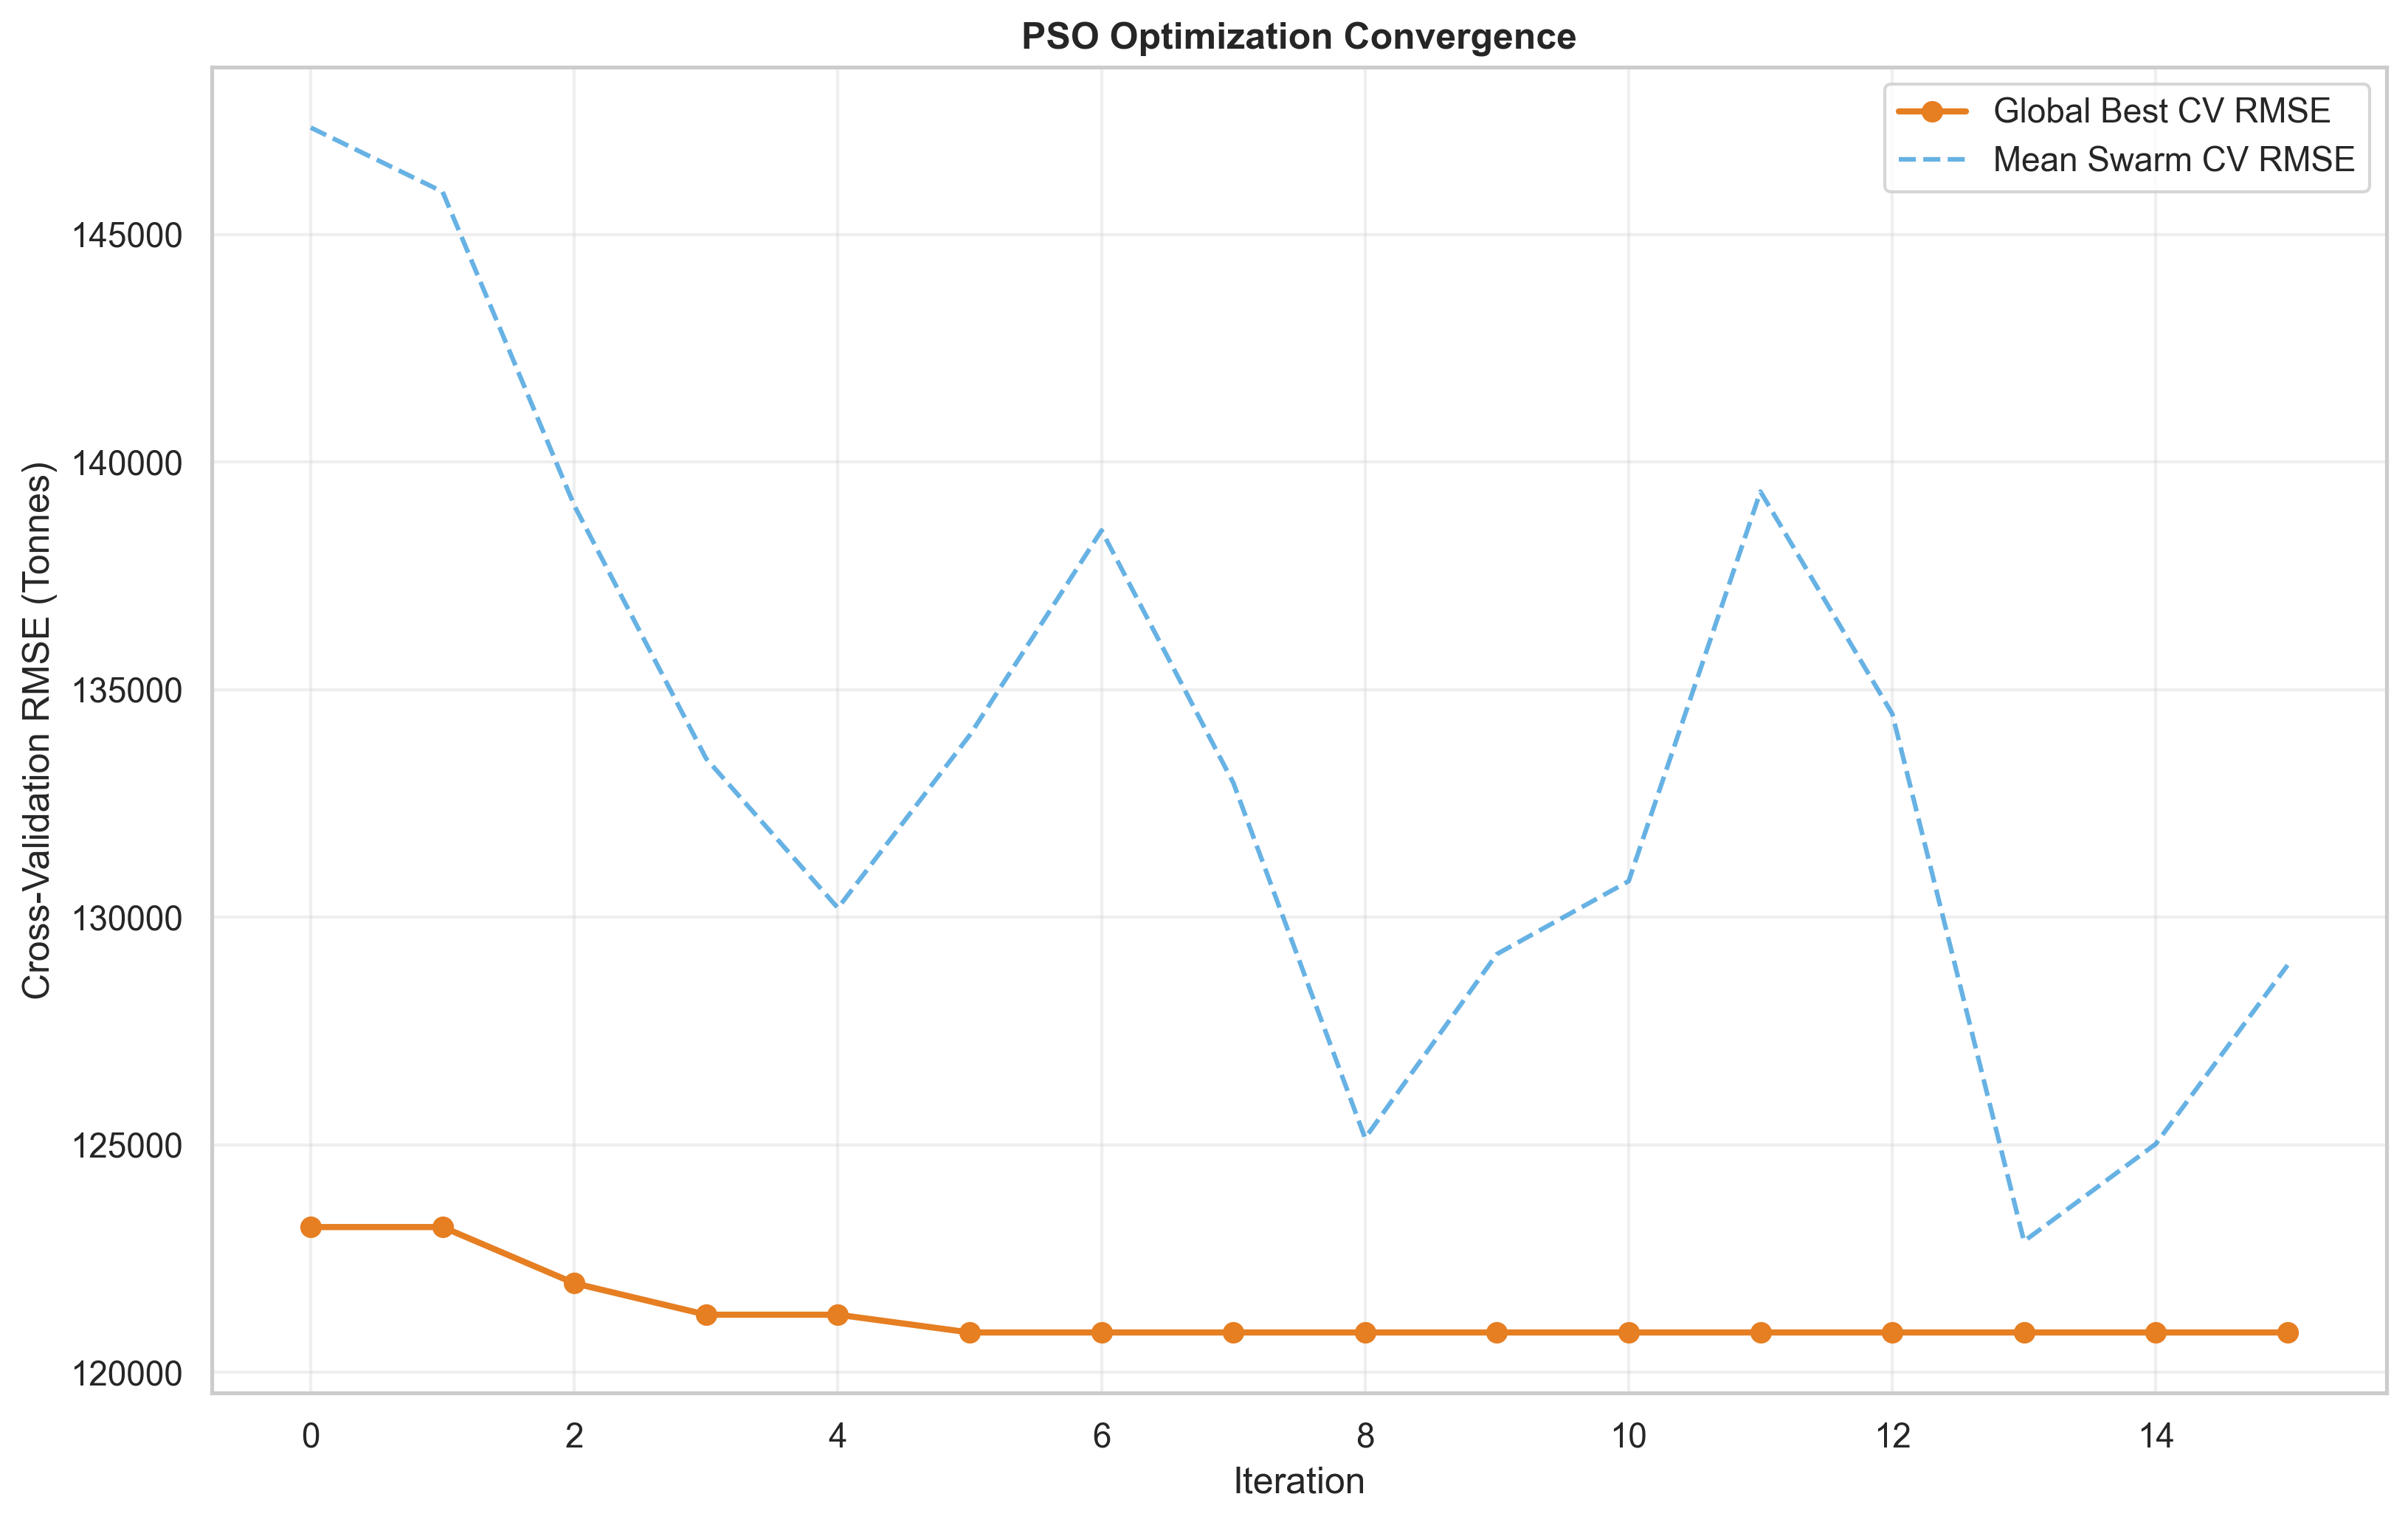 PSO Optimization Convergence
Global Best CV RMSE
Mean Swarm CV RMSE
Cross-Validation RMSE (Tonnes)
145000
140000
135000
130000
125000
120000
0 2 4 6 8 10 12 14
Iteration